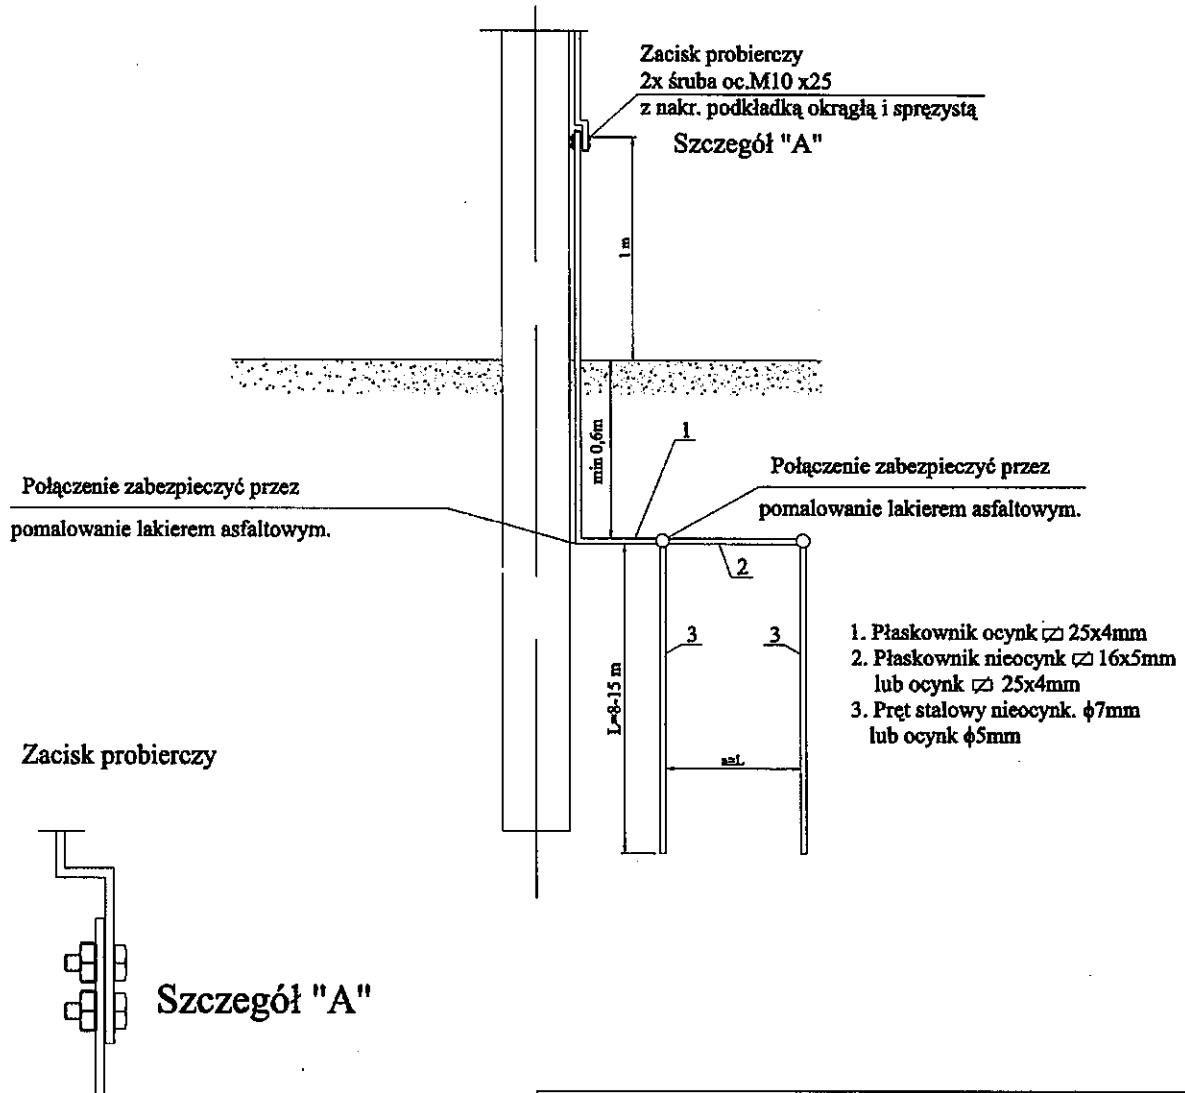 Zacisk probierczy
2x śruba oc.M10 x25
z nakr. podkładką okrągłą i spręzystą
Szczegół "A"
1 m
min 0,6m
1
Połączenie zabezpieczyć przez
pomalowanie lakierem asfaltowym.
Połączenie zabezpieczyć przez
pomalowanie lakierem asfaltowym.
2
3
3
L=8-15 m
a=L
1. Płaskownik ocynk 25x4mm
2. Płaskownik nieocynk 16x5mm
lub ocynk 25x4mm
3. Pręt stalowy nieocynk. ϕ7mm
lub ocynk ϕ5mm
Zacisk probierczy
Szczegół "A"